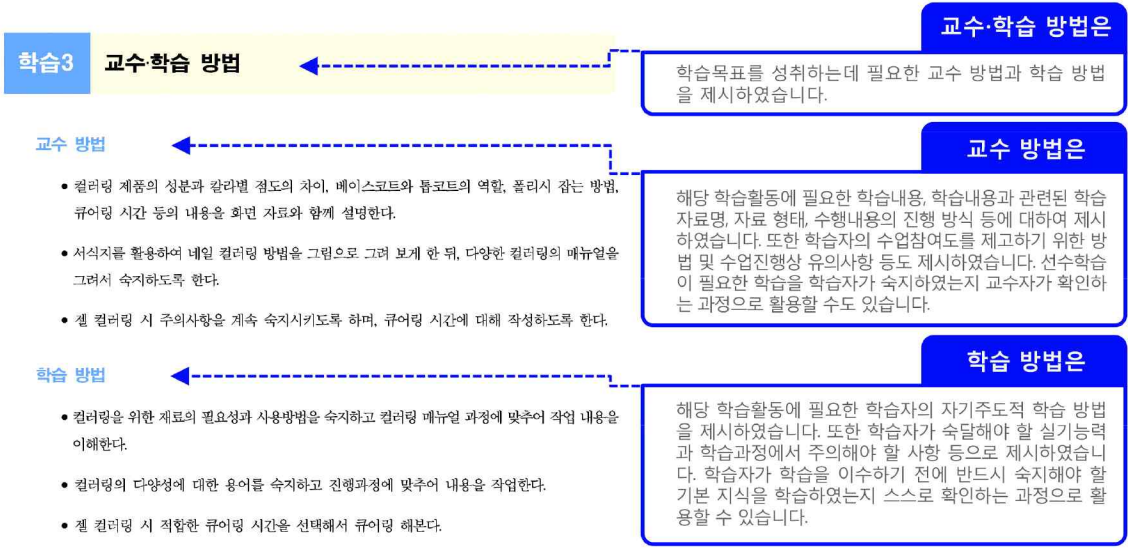 학습3 교수·학습 방법
교수 방법
• 컬러링 제품의 성분과 칼라별 점도의 차이, 베이스코트와 톱코트의 역할, 폴리시 잡는 방법,
큐어링 시간 등의 내용을 화면 자료와 함께 설명한다.
• 서식지를 활용하여 네일 컬러링 방법을 그림으로 그려 보게 한 뒤, 다양한 컬러링의 매뉴얼을
그려서 숙지하도록 한다.
• 젤 컬러링 시 주의사항을 계속 숙지시키도록 하며, 큐어링 시간에 대해 작성하도록 한다.
학습 방법
• 컬러링을 위한 재료의 필요성과 사용방법을 숙지하고 컬러링 매뉴얼 과정에 맞추어 작업 내용을
이해한다.
• 컬러링의 다양성에 대한 용어를 숙지하고 진행과정에 맞추어 내용을 작업한다.
• 젤 컬러링 시 적합한 큐어링 시간을 선택해서 큐어링 해본다.
교수·학습 방법은
학습목표를 성취하는데 필요한 교수 방법과 학습 방법
을 제시하였습니다.
교수 방법은
해당 학습활동에 필요한 학습내용, 학습내용과 관련된 학습
자료명, 자료 형태, 수행내용의 진행 방식 등에 대하여 제시
하였습니다. 또한 학습자의 수업참여도를 제고하기 위한 방
법 및 수업진행상 유의사항 등도 제시하였습니다. 선수학습
이 필요한 학습을 학습자가 숙지하였는지 교수자가 확인하
는 과정으로 활용할 수도 있습니다.
학습 방법은
해당 학습활동에 필요한 학습자의 자기주도적 학습 방법
을 제시하였습니다. 또한 학습자가 숙달해야 할 실기능력
과 학습과정에서 주의해야 할 사항 등으로 제시하였습니
다. 학습자가 학습을 이수하기 전에 반드시 숙지해야 할
기본 지식을 학습하였는지 스스로 확인하는 과정으로 활
용할 수 있습니다.